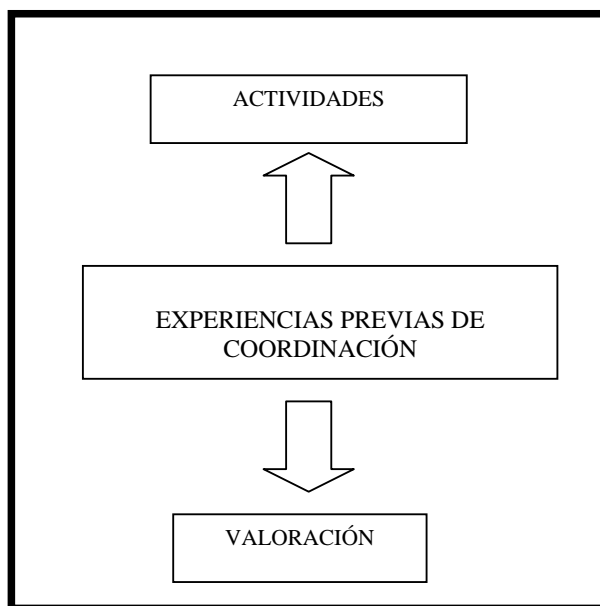 ACTIVIDADES
EXPERIENCIAS PREVIAS DE
COORDINACIÓN
VALORACIÓN